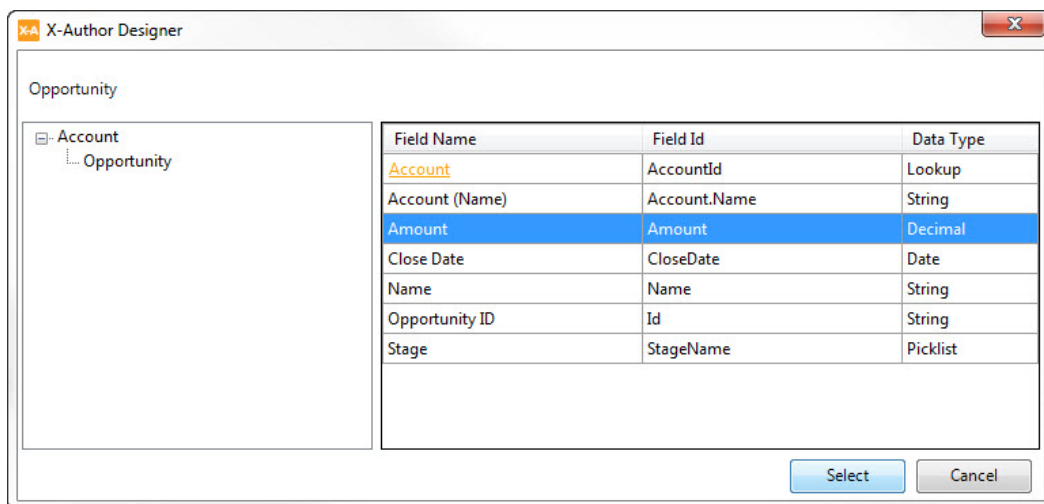 X-A X-Author Designer
Opportunity
Account
Opportunity
Field Name Field Id Data Type
Account AccountId Lookup
Account (Name) Account.Name String
Amount Amount Decimal
Close Date CloseDate Date
Name Name String
Opportunity ID Id String
Stage StageName Picklist
Select Cancel